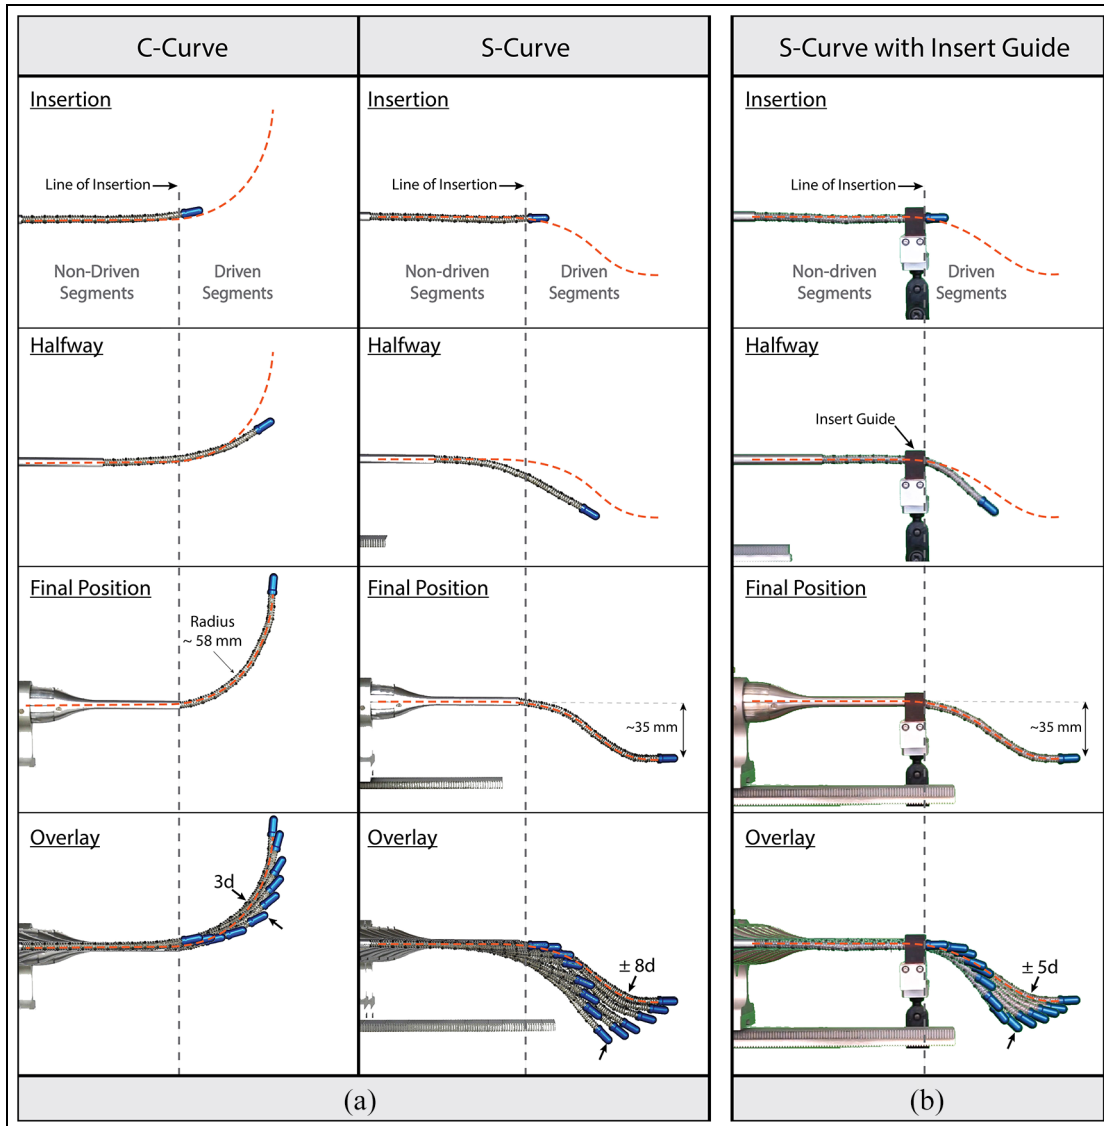 C-Curve
S-Curve
S-Curve with Insert Guide
Insertion
Line of Insertion
Non-Driven
Segments
Driven
Segments
Insertion
Line of Insertion
Non-driven
Segments
Driven
Segments
Insertion
Line of Insertion
Non-driven
Segments
Driven
Segments
Halfway
Halfway
Halfway
Insert Guide
Final Position
Radius
~ 58 mm
Final Position
~35 mm
Final Position
~35 mm
Overlay
3d
Overlay
± 8d
Overlay
± 5d
(a)
(b)